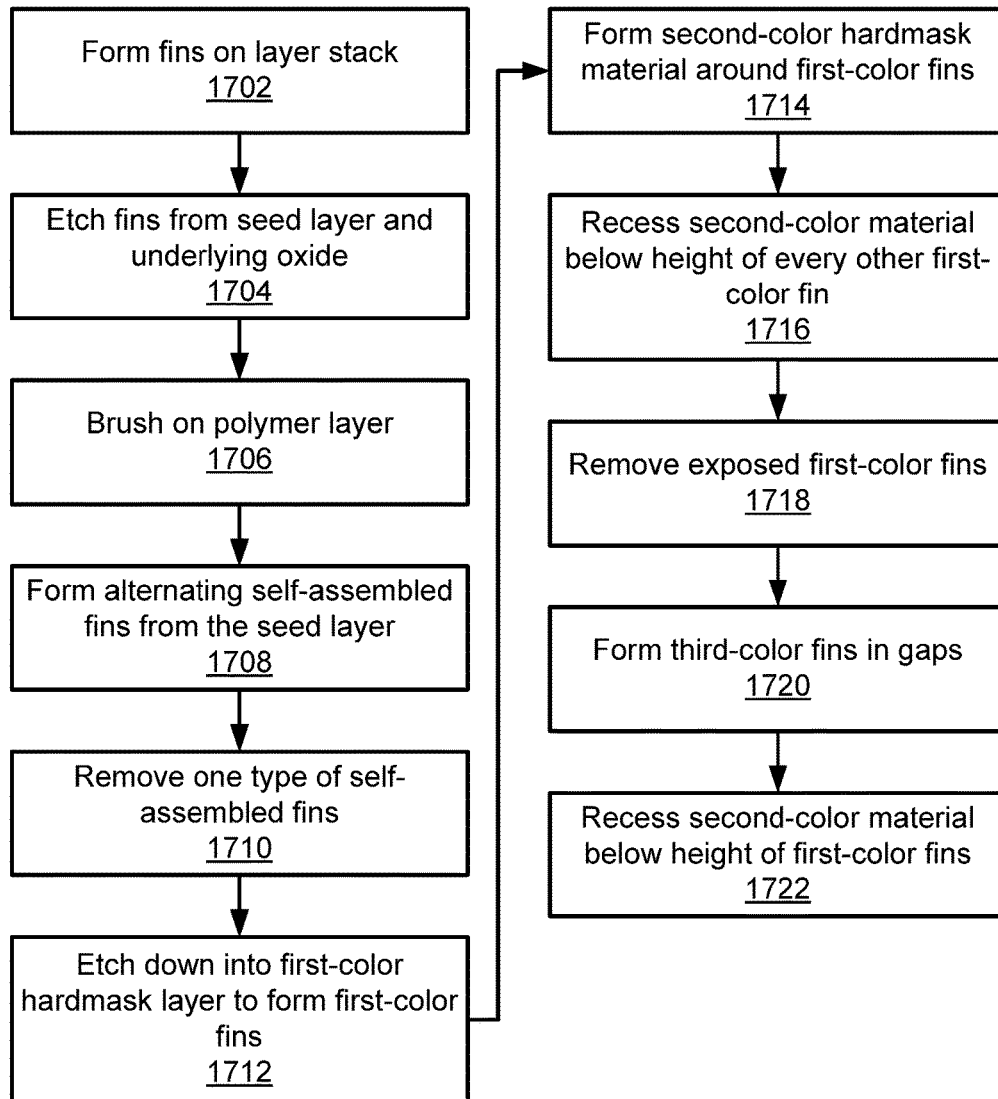 Form fins on layer stack
1702
Etch fins from seed layer and
underlying oxide
1704
Brush on polymer layer
1706
Form alternating self-assembled
fins from the seed layer
1708
Remove one type of self-
assembled fins
1710
Etch down into first-color
hardmask layer to form first-color
fins
1712
Form second-color hardmask
material around first-color fins
1714
Recess second-color material
below height of every other first-
color fin
1716
Remove exposed first-color fins
1718
Form third-color fins in gaps
1720
Recess second-color material
below height of first-color fins
1722